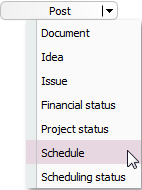 Post
Document
Idea
Issue
Financial status
Project status
Schedule
Scheduling status